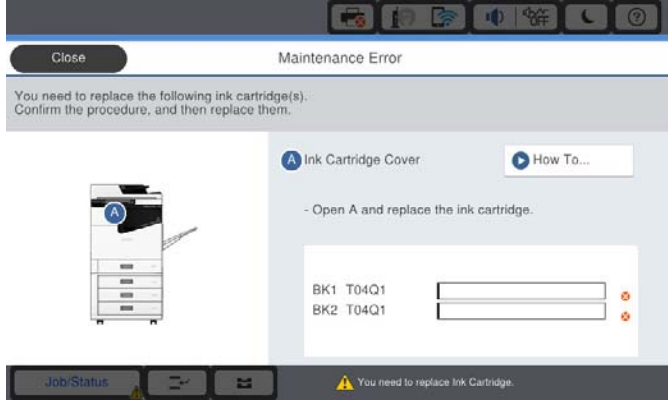 OFF
Close
Maintenance Error
You need to replace the following ink cartridge(s).
Confirm the procedure, and then replace them.
A Ink Cartridge Cover
How To...
A
- Open A and replace the ink cartridge.
BK1 T04Q1
BK2 T04Q1
Job/Status
You need to replace Ink Cartridge.